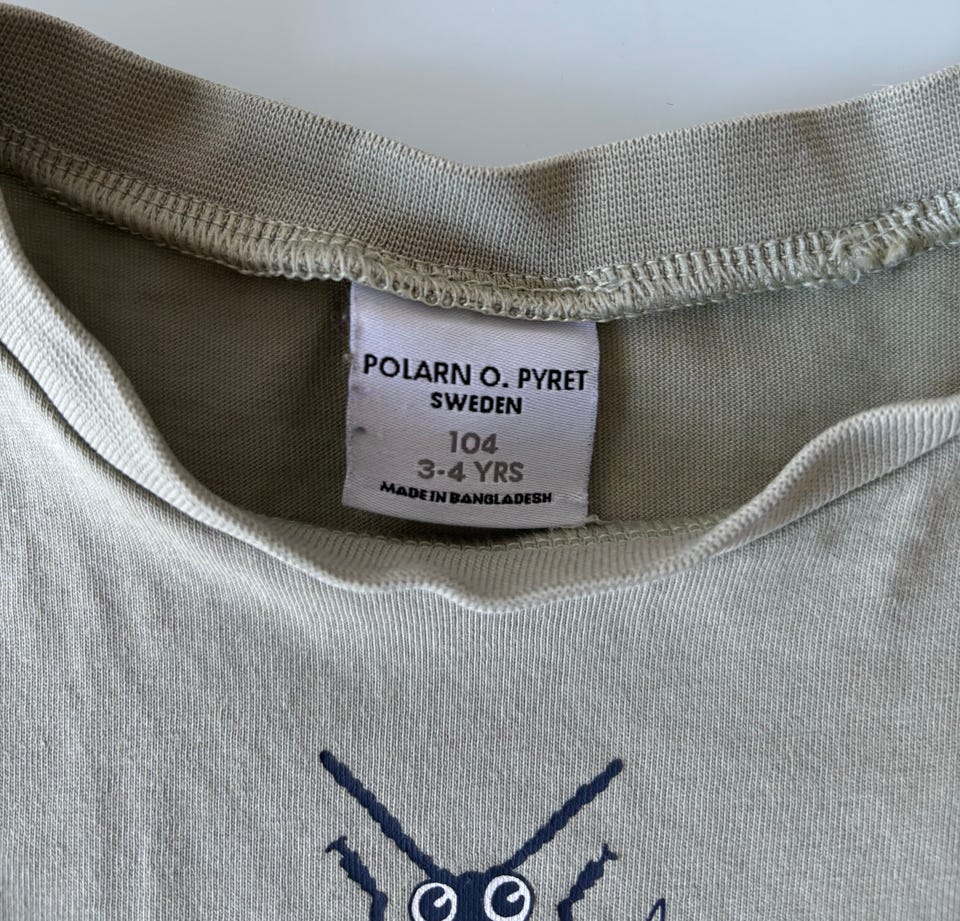 POLARN O. PYRET
SWEDEN
104
3-4 YRS
MADE IN BANGLADESH